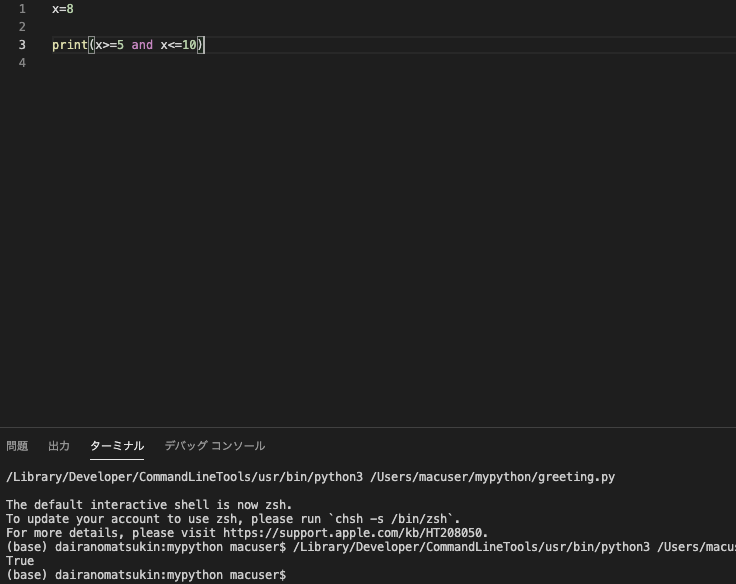 1 x=8
2
3 print(x>=5 and x<=10)
4
問題 出力 ターミナル デバッグ コンソール
/Library/Developer/CommandLineTools/usr/bin/python3 /Users/macuser/mypython/greeting.py
The default interactive shell is now zsh.
To update your account to use zsh, please run `chsh -s /bin/zsh`.
For more details, please visit https://support.apple.com/kb/HT208050.
(base) dairanomatsukin:mypython macuser$ /Library/Developer/CommandLineTools/usr/bin/python3 /Users/macu
True
(base) dairanomatsukin:mypython macuser$